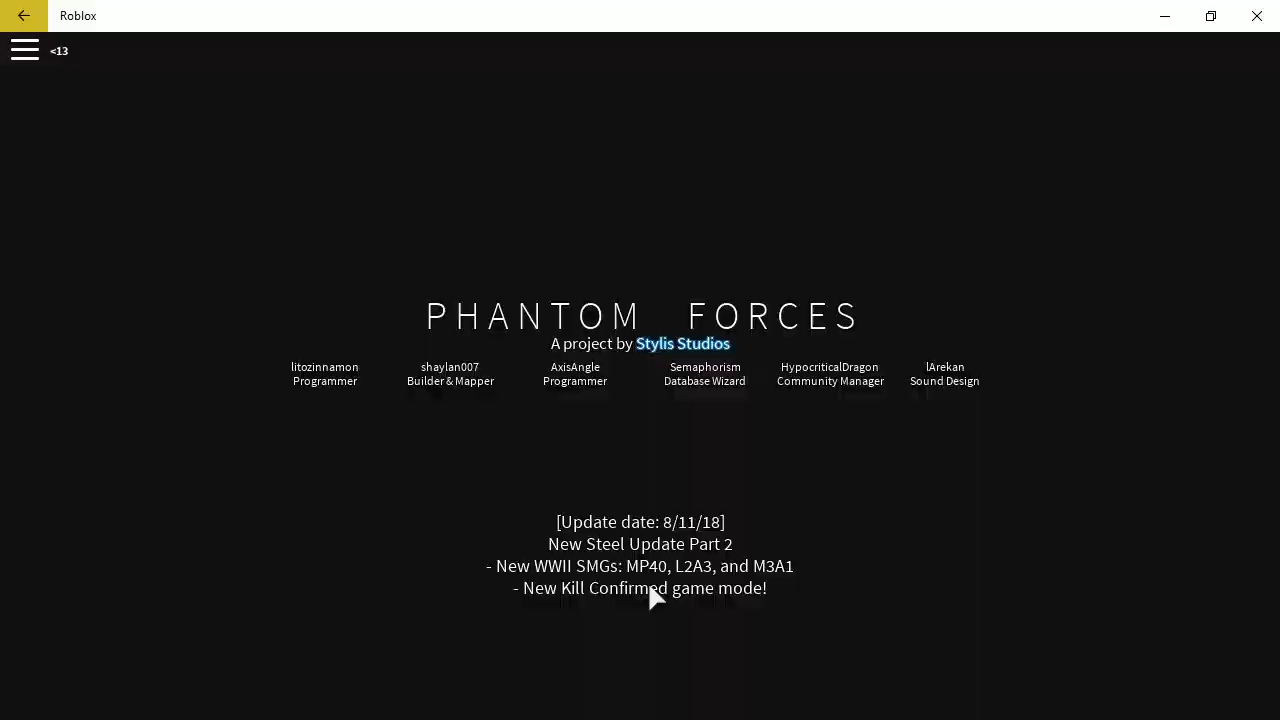 Roblox
<13
PHANTOM FORCES
A project by Stylis Studios
litozinnamon shaylan007 AxisAngle Semaphorism HypocriticalDragon lArekan
Programmer Builder & Mapper Programmer Database Wizard Community Manager Sound Design
[Update date: 8/11/18]
New Steel Update Part 2
- New WWII SMGs: MP40, L2A3, and M3A1
- New Kill Confirmed game mode!